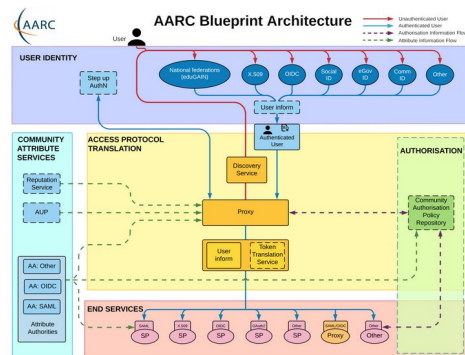 AARC
AARC Blueprint Architecture
User
Unauthenticated User
Authenticated User
Authorisation Information Flow
Attribute Information Flow
USER IDENTITY
Step up
AuthN
National federations
(eduGAIN)
X.509
OIDC
Social
ID
eGov
ID
Comm
ID
Other
User inform
Authenticated
User
COMMUNITY
ATTRIBUTE
SERVICES
ACCESS PROTOCOL
TRANSLATION
AUTHORISATION
Discovery
Service
Reputation
Service
AUP
Proxy
Community
Authorisation
Policy
Repository
User
inform
Token
Translation
Service
AA: Other
AA: OIDC
AA: SAML
Attribute
Authorities
END SERVICES
SAML
SP
X.509
SP
OIDC
SP
OAuth2
SP
Other
SP
SAML/OIDC
Proxy
Other
Other